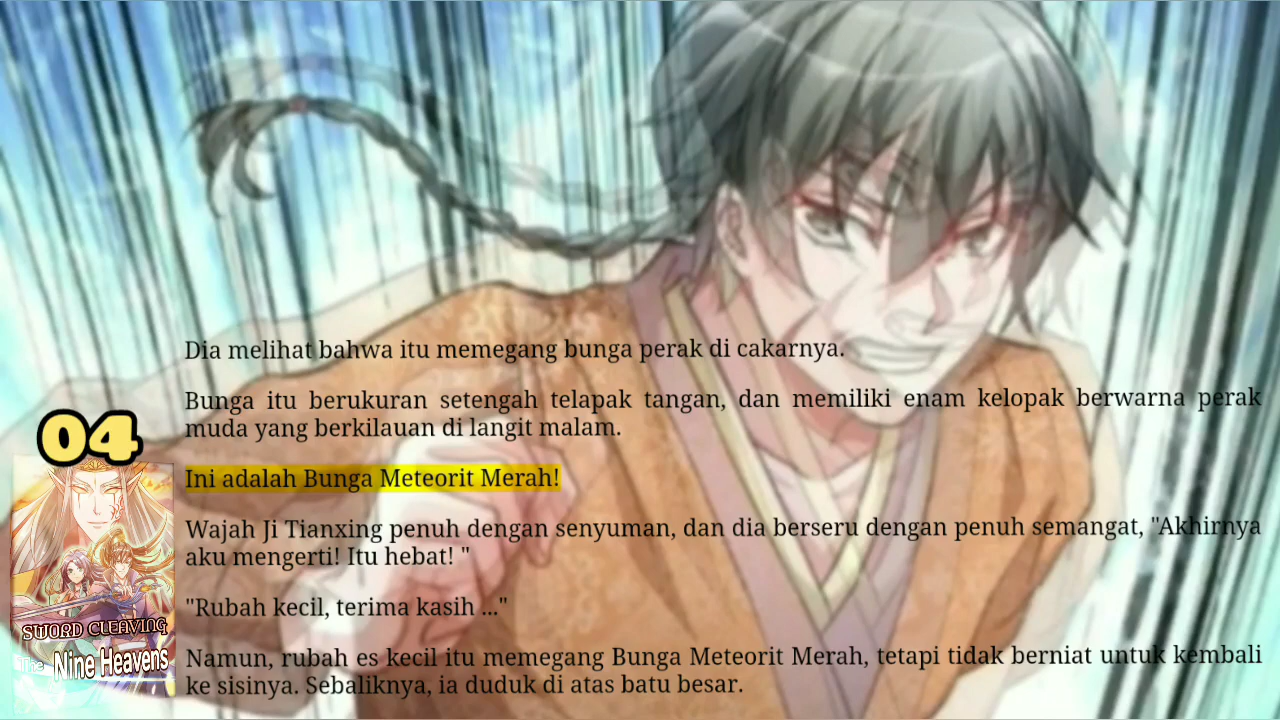 Dia melihat bahwa itu memegang bunga perak di cakarnya.
Bunga itu berukuran setengah telapak tangan, dan memiliki enam kelopak berwarna perak
muda yang berkilauan di langit malam.
Ini adalah Bunga Meteorit Merah!
Wajah Ji Tianxing penuh dengan senyuman, dan dia berseru dengan penuh semangat, "Akhirnya
aku mengerti! Itu hebat! "
"Rubah kecil, terima kasih ..."
Namun, rubah es kecil itu memegang Bunga Meteorit Merah, tetapi tidak berniat untuk kembali
ke sisinya. Sebaliknya, ia duduk di atas batu besar.
04
SWORD CLEAVING
The Nine Heavens